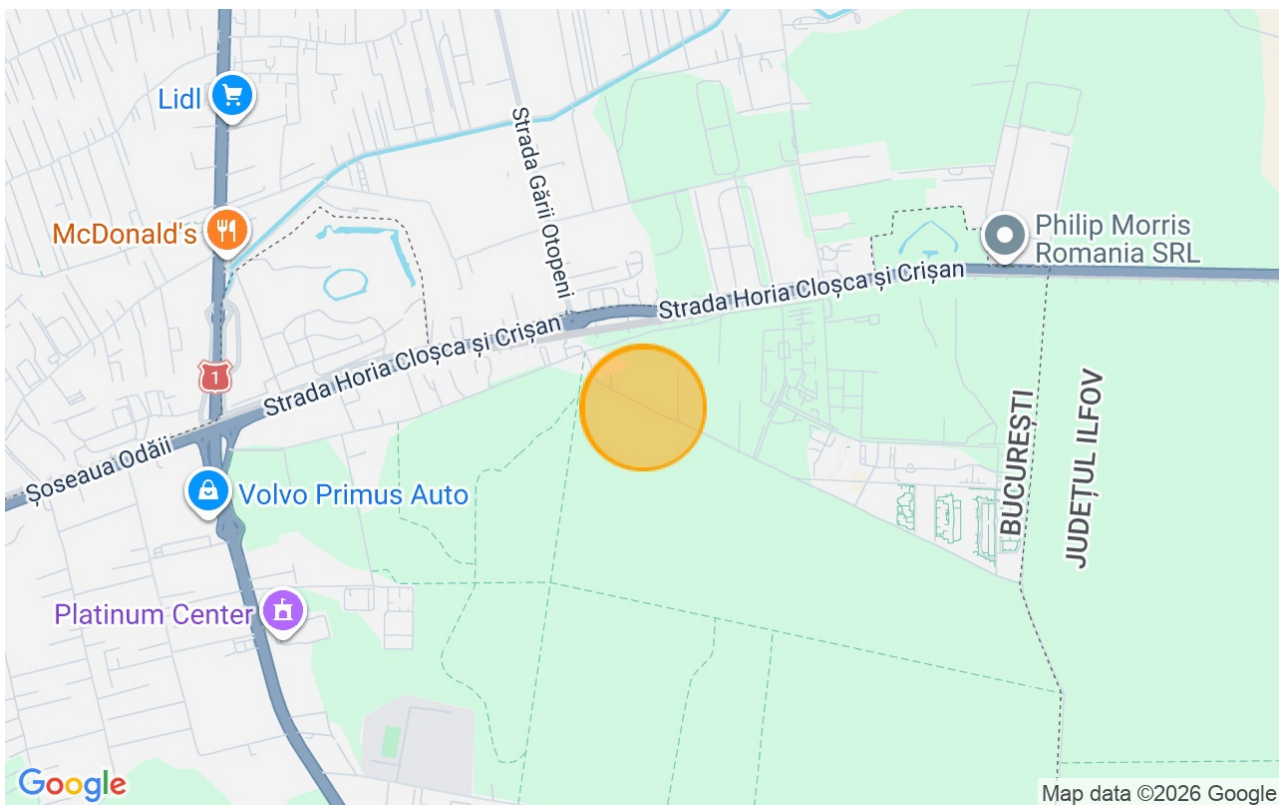 Lidl
Strada Gării Otopeni
McDonald's
Philip Morris
Romania SRL
Strada Horia Cloșca și Crișan
Strada Horia Cloșca și Crișan
1
Șoseaua Odăii
Volvo Primus Auto
BUCUREȘTI
JUDEȚUL ILFOV
Platinum Center
Google
Map data ©2026 Google